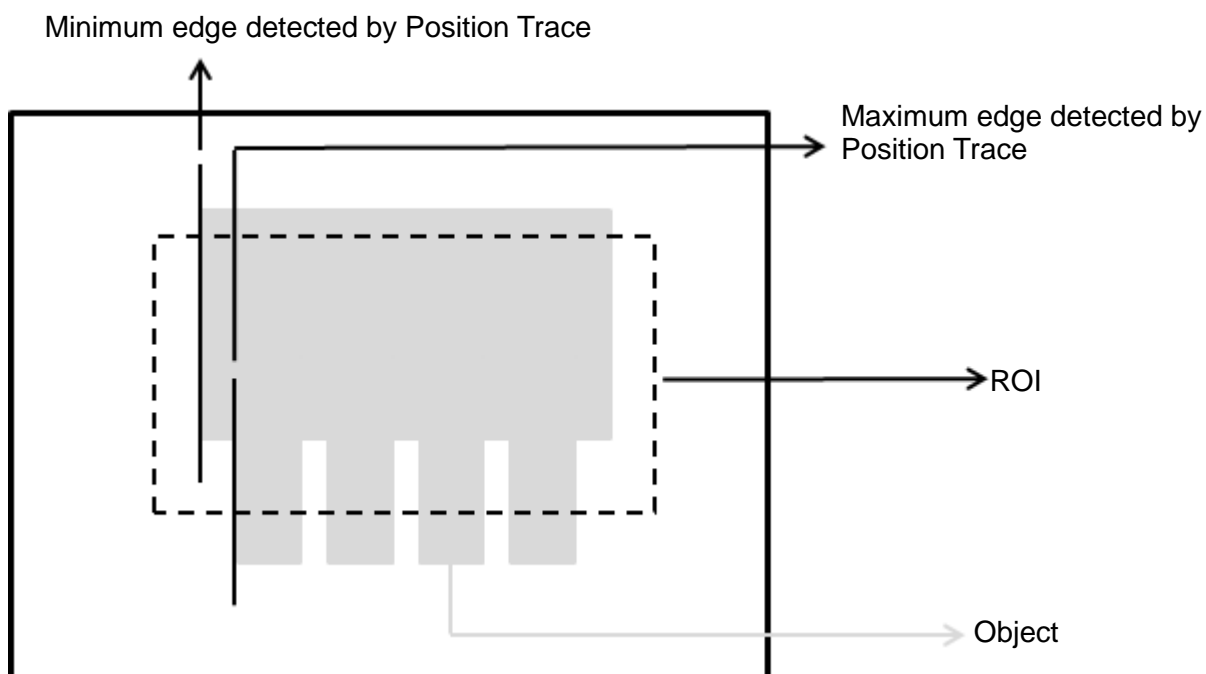 Minimum edge detected by Position Trace
Maximum edge detected by
Position Trace
ROI
Object